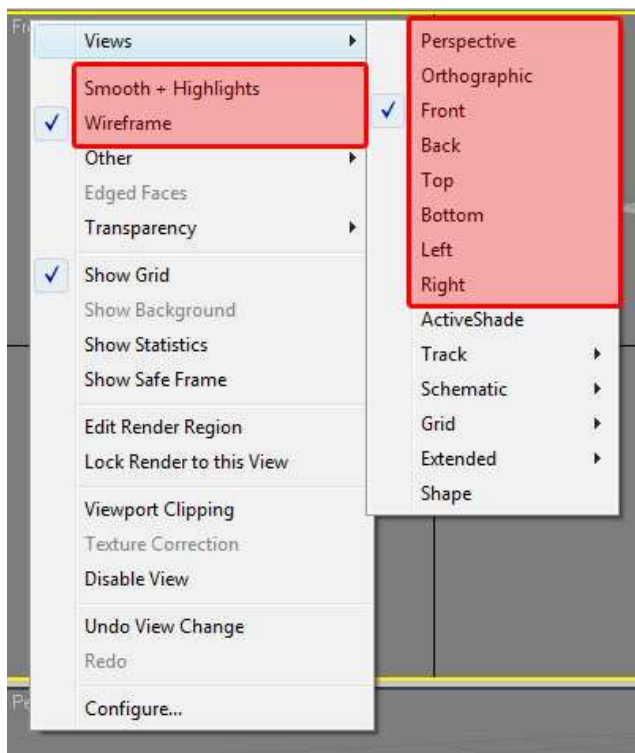 Views
Smooth + Highlights
Wireframe
Other
Edged Faces
Transparency
Show Grid
Show Background
Show Statistics
Show Safe Frame
Edit Render Region
Lock Render to this View
Viewport Clipping
Texture Correction
Disable View
Undo View Change
Redo
Configure...
Perspective
Orthographic
Front
Back
Top
Bottom
Left
Right
ActiveShade
Track
Schematic
Grid
Extended
Shape